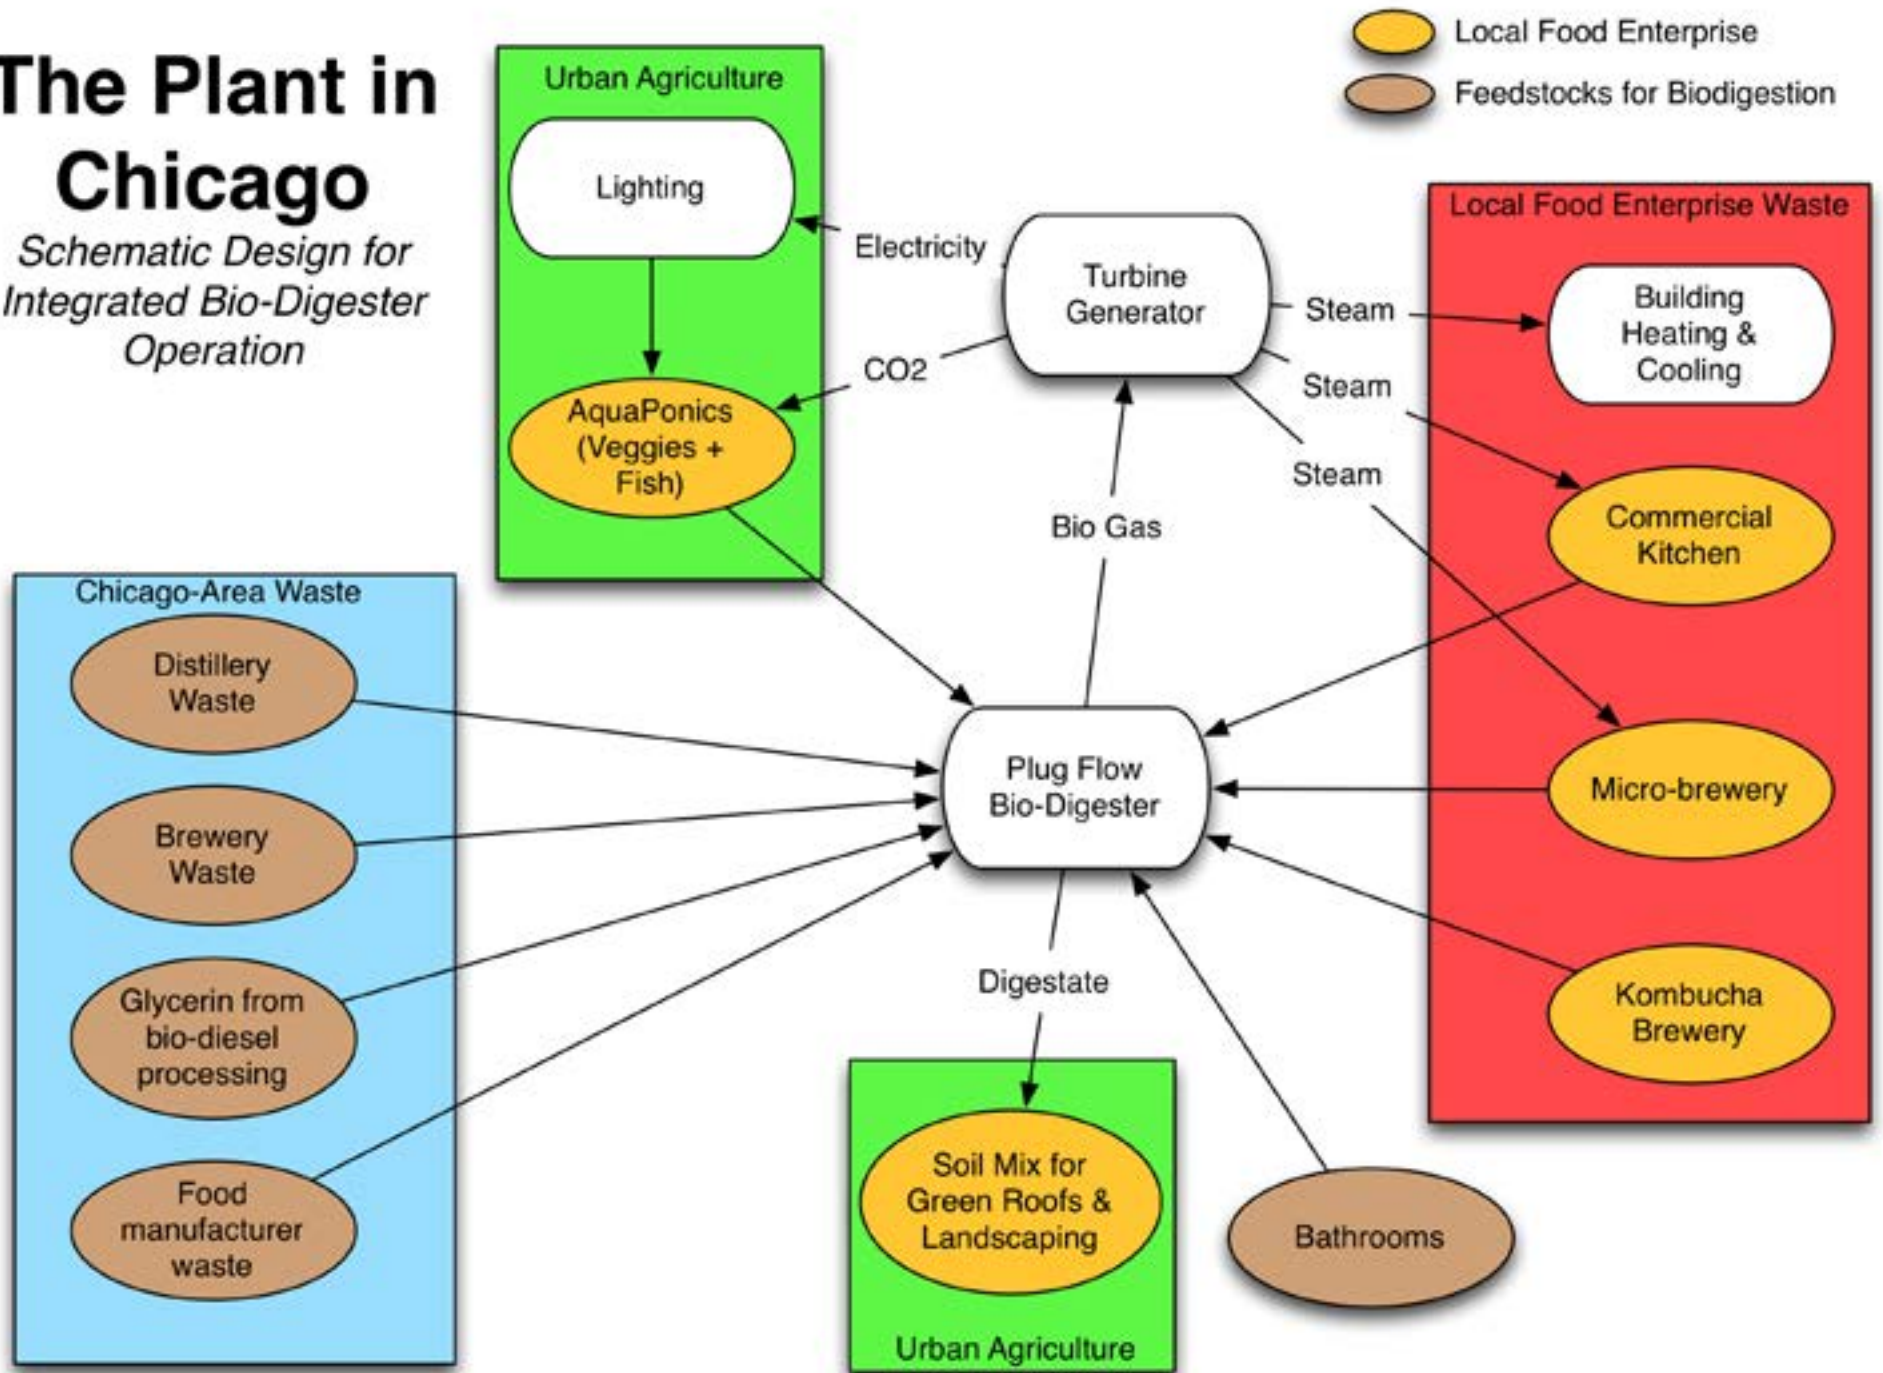 The Plant in
Chicago
Schematic Design for
Integrated Bio-Digester
Operation
Local Food Enterprise
Feedstocks for Biodigestion
Urban Agriculture
Lighting
AquaPonics
(Veggies +
Fish)
Electricity
CO2
Turbine
Generator
Steam
Steam
Steam
Bio Gas
Local Food Enterprise Waste
Building
Heating &
Cooling
Commercial
Kitchen
Micro-brewery
Kombucha
Brewery
Chicago-Area Waste
Distillery
Waste
Brewery
Waste
Glycerin from
bio-diesel
processing
Food
manufacturer
waste
Plug Flow
Bio-Digester
Digestate
Soil Mix for
Green Roofs &
Landscaping
Urban Agriculture
Bathrooms